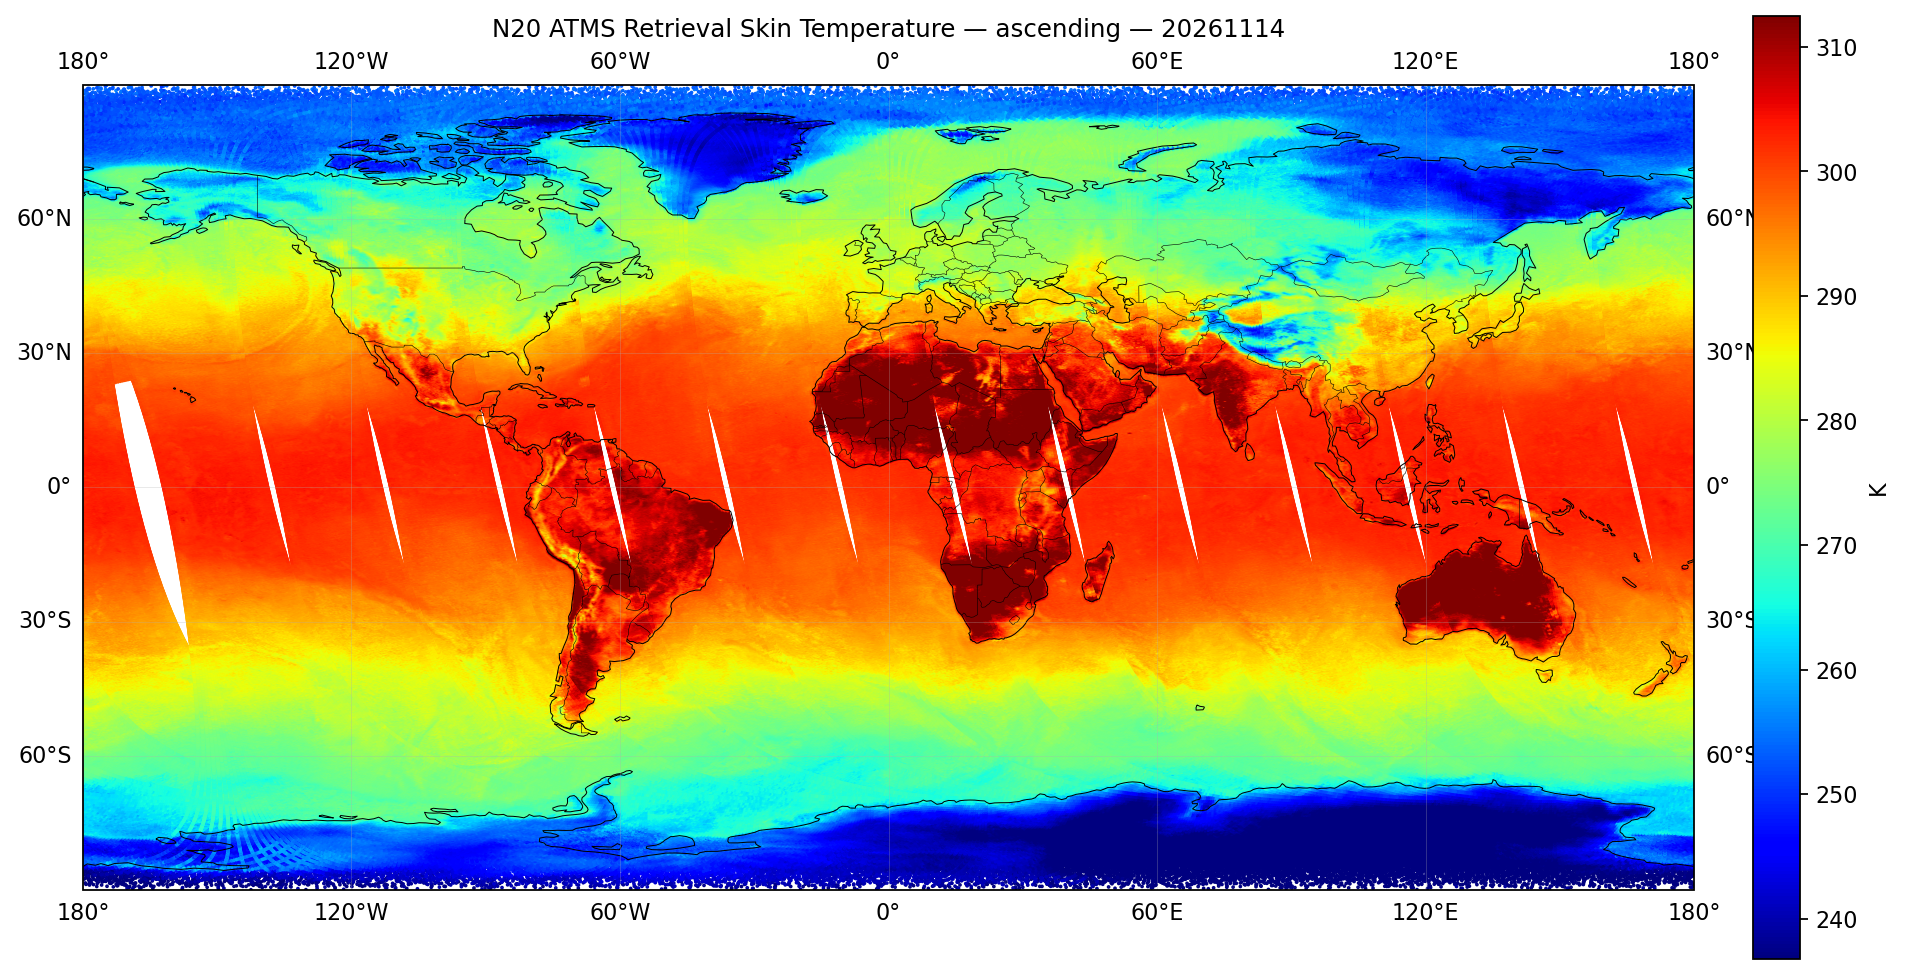 N20 ATMS Retrieval Skin Temperature — ascending — 20261114
180° 120°W 60°W 0° 60°E 120°E 180°
310
300
290
280
270
260
250
240
K
60°N 60°N
30°N 30°N
0° 0°
30°S 30°S
60°S 60°S
180° 120°W 60°W 0° 60°E 120°E 180°